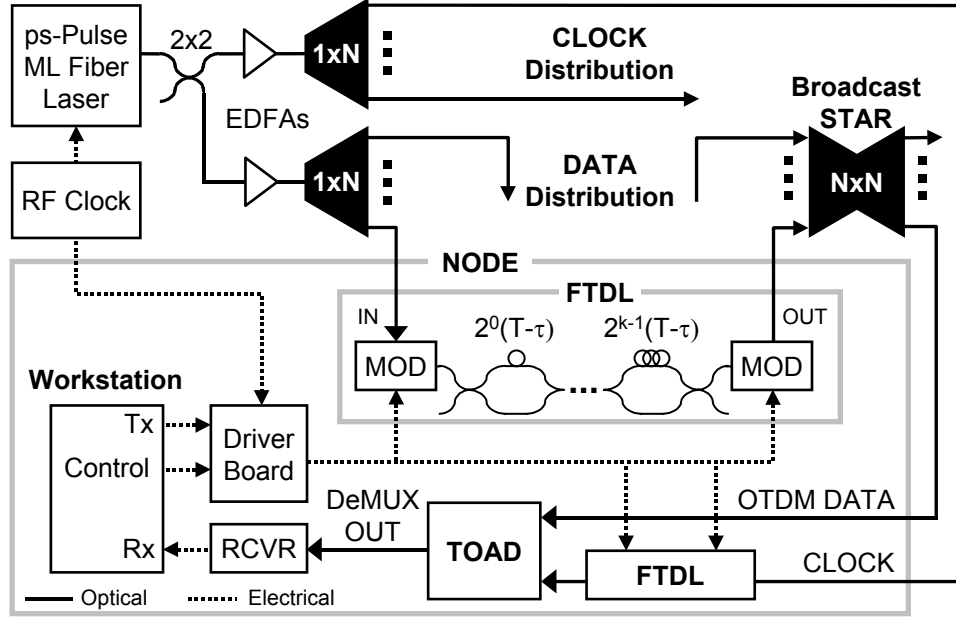 ps-Pulse
ML Fiber
Laser
2x2
1xN
CLOCK
Distribution
Broadcast
STAR
EDFAs
RF Clock
1xN
DATA
Distribution
NxN
NODE
FTDL
IN
2⁰(T-τ)
2ᵏ⁻¹(T-τ)
OUT
MOD
MOD
Workstation
Tx
Control
Rx
Driver
Board
DeMUX
OUT
OTDM DATA
RCVR
TOAD
FTDL
CLOCK
Optical
Electrical